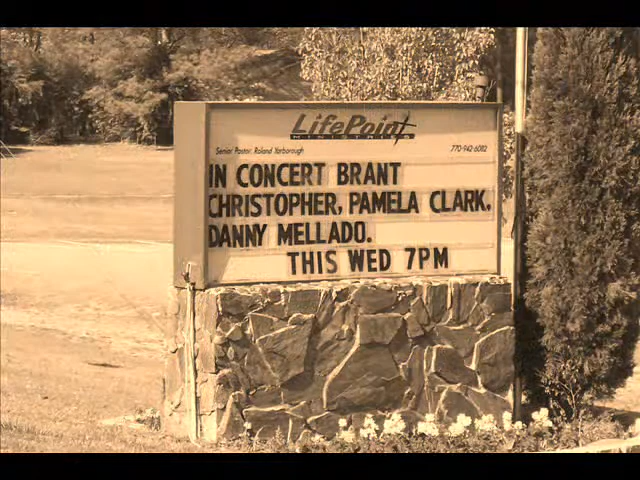 LifePoint
MINISTRIES
Senior Pastor: Roland Yarborough 770-942-6082
IN CONCERT BRANT
CHRISTOPHER, PAMELA CLARK.
DANNY MELLADO.
THIS WED 7PM